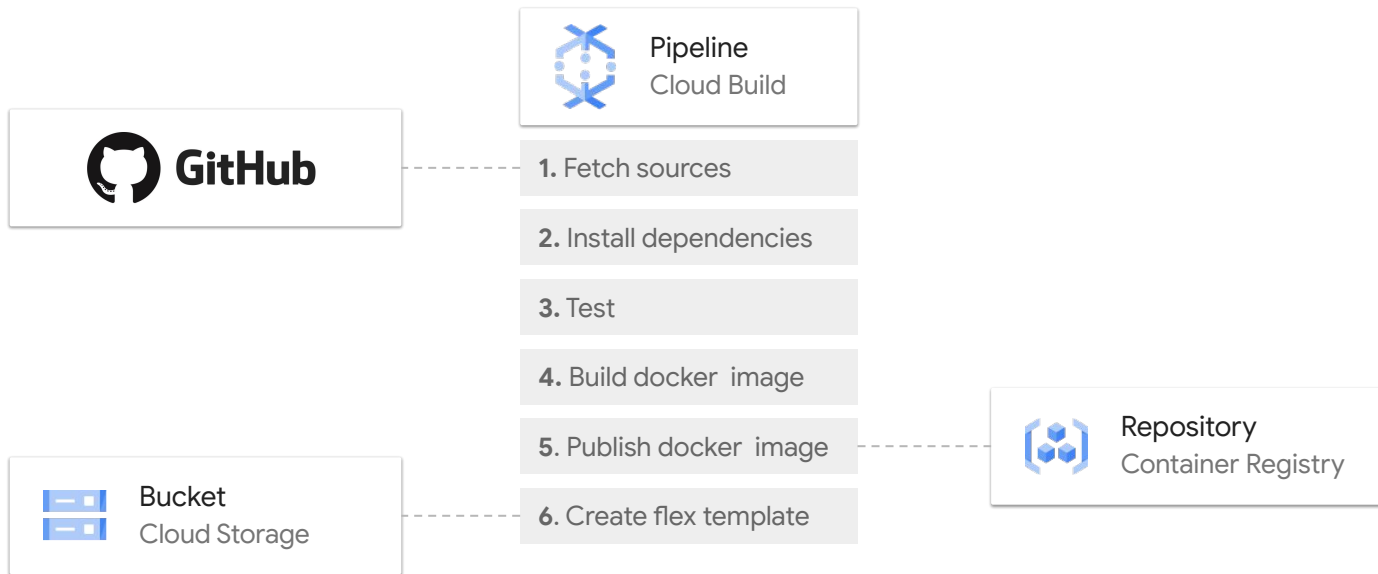 Pipeline
Cloud Build
GitHub
1. Fetch sources
2. Install dependencies
3. Test
4. Build docker image
5. Publish docker image
Repository
Container Registry
Bucket
Cloud Storage
6. Create flex template